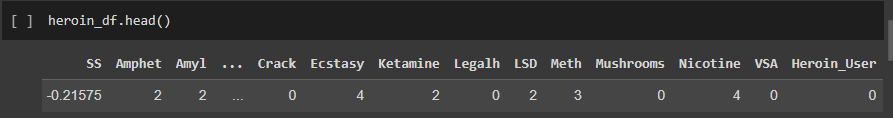 [ ] heroin_df.head()
SS Amphet Amyl ... Crack Ecstasy Ketamine Legalh LSD Meth Mushrooms Nicotine VSA Heroin_User
-0.21575 2 2 ... 0 4 2 0 2 3 0 4 0 0